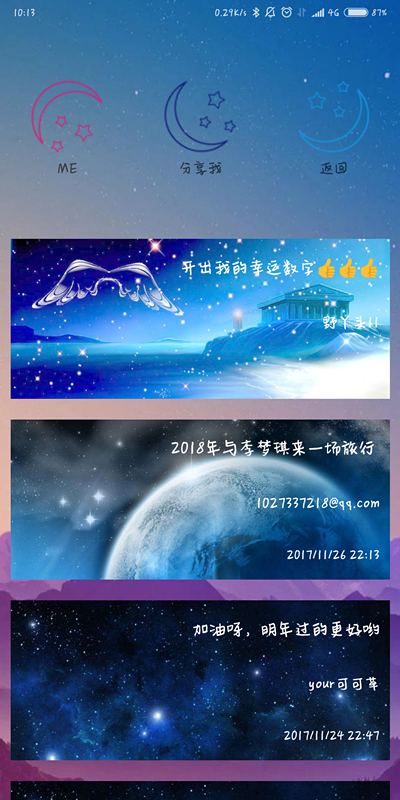 10:13 0.29K/s 4G 87%
ME 分享我 返回
开出我的幸运数字👍👍👍
野丫头11
2018年与李梦琪来一场旅行
1027337218@qq.com
2017/11/26 22:13
加油呀，明年过的更好哟
your可可苹
2017/11/24 22:47